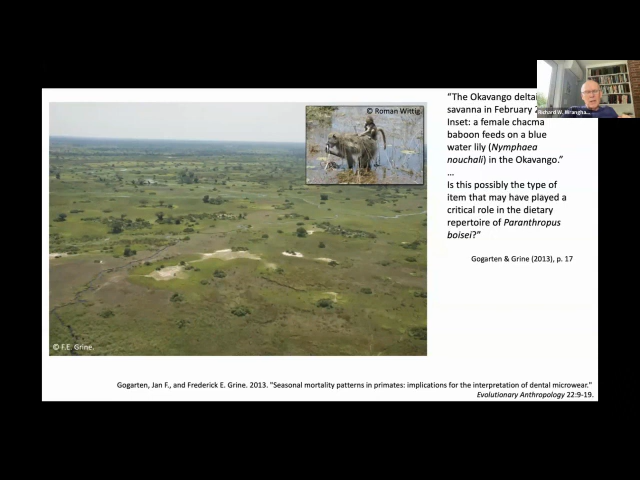 © Roman Wittig
"The Okavango deltai
savanna in February 2
Inset: a female chacma
baboon feeds on a blue
water lily (Nymphaea
nouchali) in the Okavango."
...
Is this possibly the type of
item that may have played a
critical role in the dietary
repertoire of Paranthropus
boisei?"
Gogarten & Grine (2013), p. 17
Richard W. Wrangha...
© F.E. Grine.
Gogarten, Jan F., and Frederick E. Grine. 2013. "Seasonal mortality patterns in primates: implications for the interpretation of dental microwear."
Evolutionary Anthropology 22:9-19.